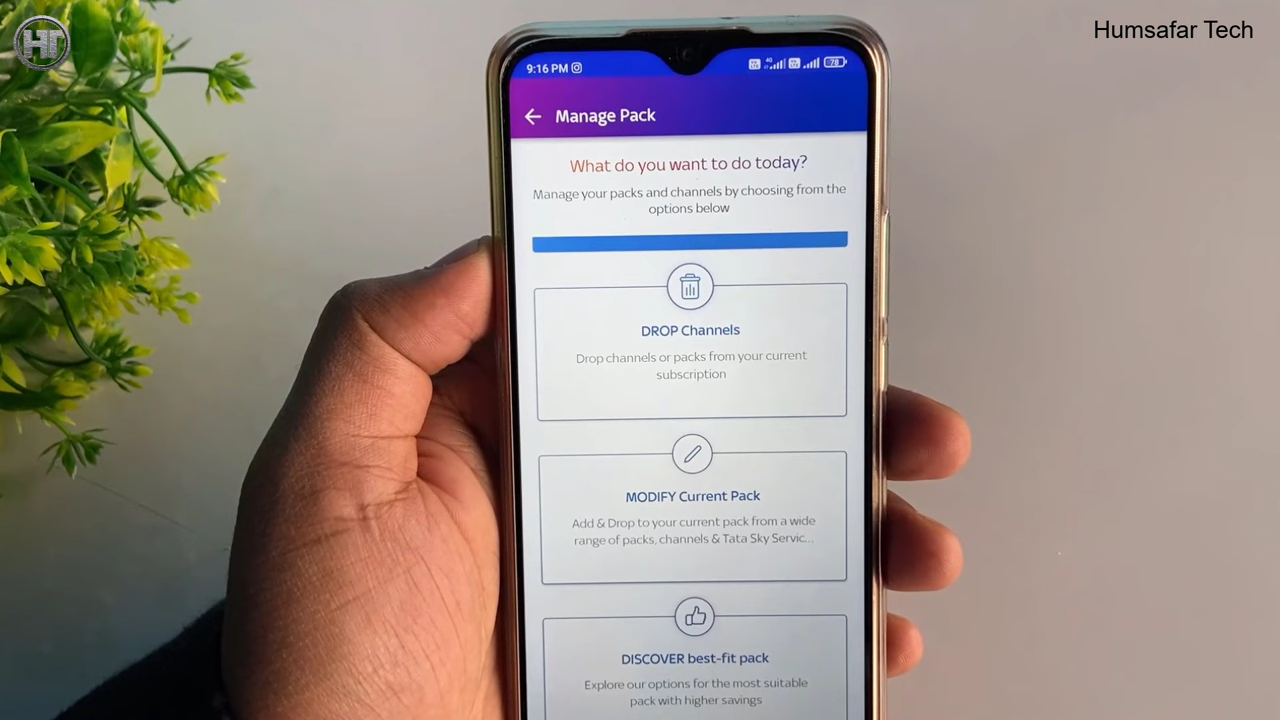 HT
Humsafar Tech
9:16 PM
78
Manage Pack
What do you want to do today?
Manage your packs and channels by choosing from the
options below
DROP Channels
Drop channels or packs from your current
subscription
MODIFY Current Pack
Add & Drop to your current pack from a wide
range of packs, channels & Tata Sky Servic...
DISCOVER best-fit pack
Explore our options for the most suitable
pack with higher savings